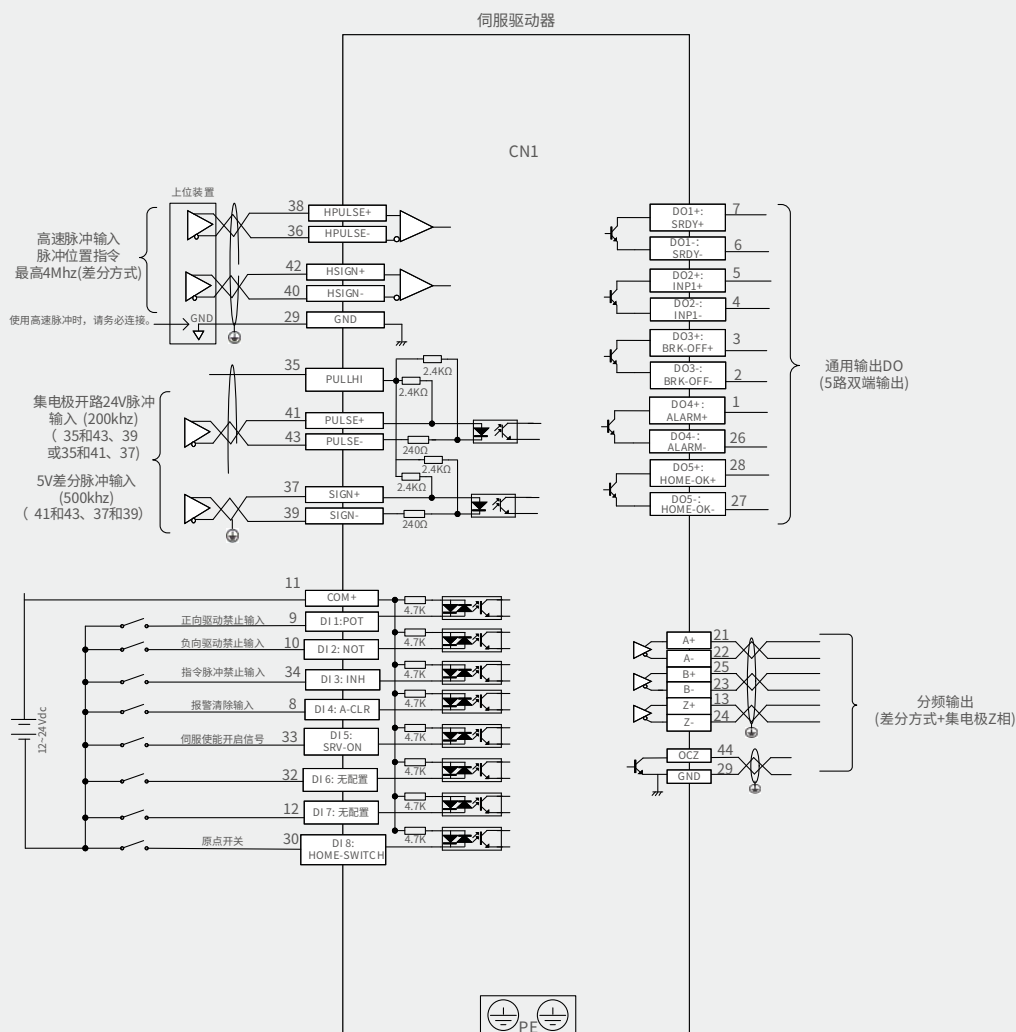 伺服驱动器
CN1
上位装置
高速脉冲输入
脉冲位置指令
最高4Mhz(差分方式)
使用高速脉冲时，请务必连接。
GND
38
HPULSE+
36
HPULSE-
42
HSIGN+
40
HSIGN-
29
GND
35
PULLHI
2.4KΩ
2.4KΩ
集电极开路24V脉冲
输入 (200khz)
（ 35和43、39
或35和41、37)
5V差分脉冲输入
(500khz)
（ 41和43、37和39）
41
PULSE+
43
PULSE-
240Ω
2.4KΩ
2.4KΩ
37
SIGN+
39
SIGN-
240Ω
11
COM+
4.7K
正向驱动禁止输入
9
DI 1:POT
4.7K
负向驱动禁止输入
10
DI 2: NOT
4.7K
指令脉冲禁止输入
34
DI 3: INH
4.7K
报警清除输入
8
DI 4: A-CLR
4.7K
伺服使能开启信号
33
DI 5:
SRV-ON
4.7K
32
DI 6: 无配置
4.7K
12
DI 7: 无配置
4.7K
原点开关
30
DI 8:
HOME-SWITCH
12~24Vdc
DO1+:
SRDY+
7
DO1-:
SRDY-
6
DO2+:
INP1+
5
DO2-:
INP1-
4
DO3+:
BRK-OFF+
3
DO3-:
BRK-OFF-
2
DO4+:
ALARM+
1
DO4-:
ALARM-
26
DO5+:
HOME-OK+
28
DO5-:
HOME-OK-
27
通用输出DO
(5路双端输出)
A+
21
A-
22
B+
25
B-
23
Z+
13
Z-
24
OCZ
44
GND
29
分频输出
(差分方式+集电极Z相)
PE